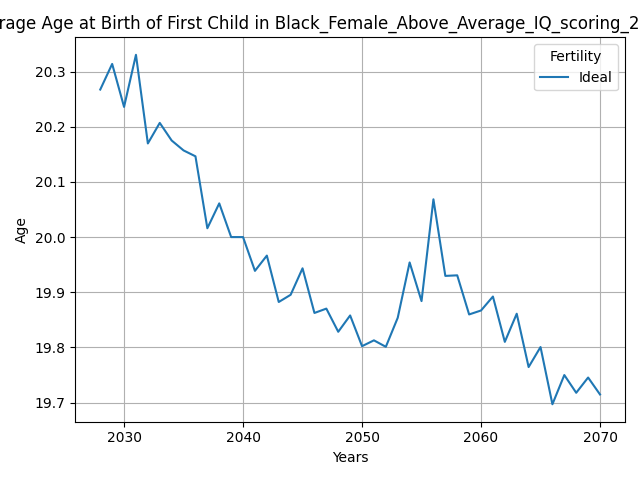 rage Age at Birth of First Child in Black_Female_Above_Average_IQ_scoring_2
Fertility
Ideal
20.3
20.2
20.1
20.0
19.9
19.8
19.7
Age
2030 2040 2050 2060 2070
Years